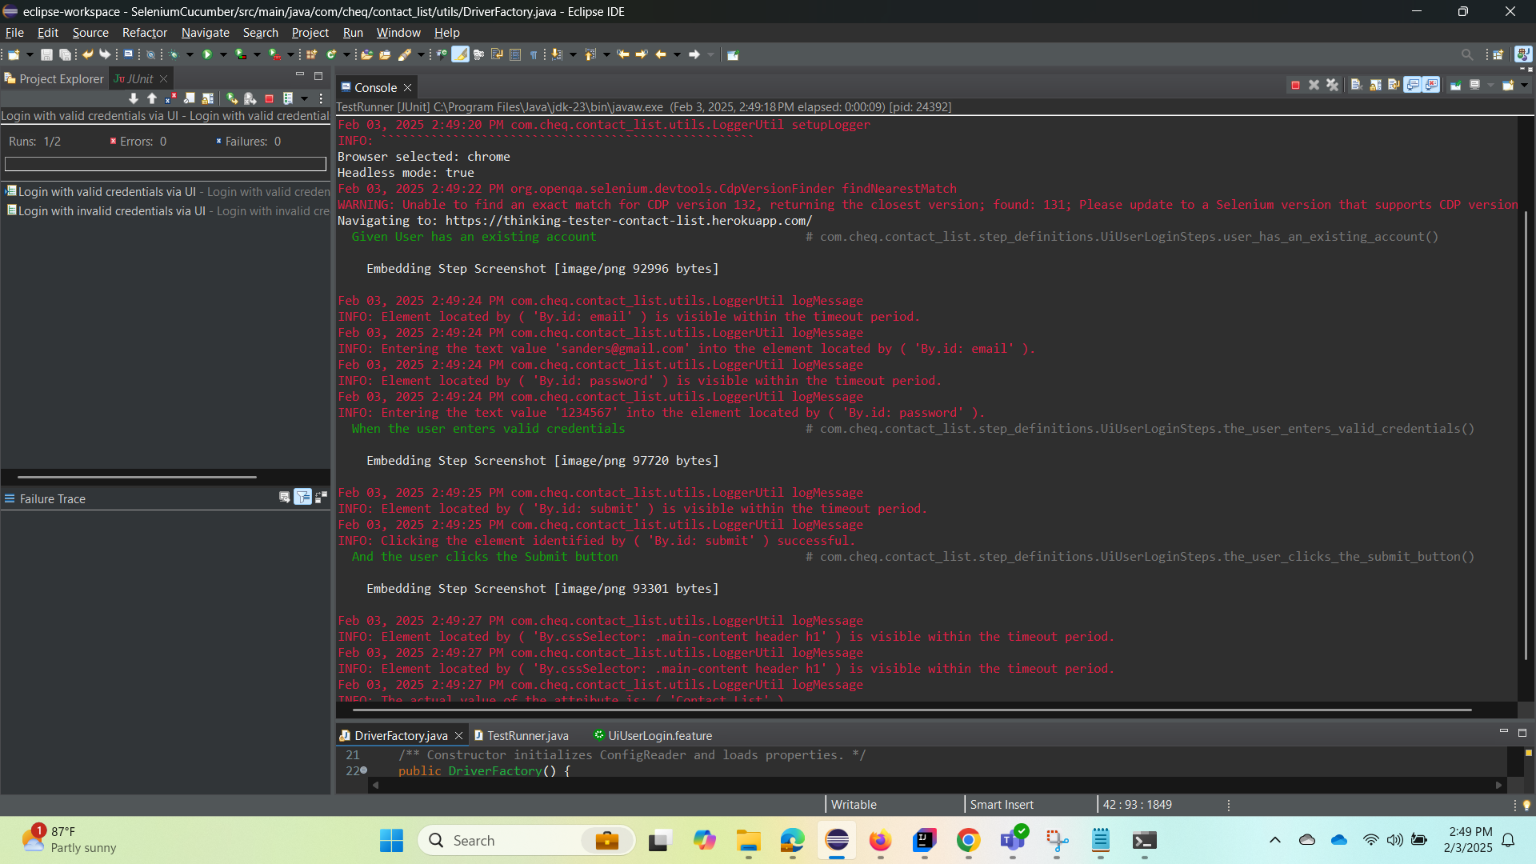 eclipse-workspace - SeleniumCucumber/src/main/java/com/cheq/contact_list/utils/DriverFactory.java - Eclipse IDE
File Edit Source Refactor Navigate Search Project Run Window Help
Project Explorer
JUnit
Login with valid credentials via UI - Login with valid credential
Runs: 1/2
Errors: 0
Failures: 0
Login with valid credentials via UI - Login with valid creden
Login with invalid credentials via UI - Login with invalid cre
Failure Trace
Console
TestRunner [JUnit] C:\Program Files\Java\jdk-23\bin\javaw.exe (Feb 3, 2025, 2:49:18 PM elapsed: 0:00:09) [pid: 24392]
Feb 03, 2025 2:49:20 PM com.cheq.contact_list.utils.LoggerUtil setupLogger
INFO:
Browser selected: chrome
Headless mode: true
Feb 03, 2025 2:49:22 PM org.openqa.selenium.devtools.CdpVersionFinder findNearestMatch
WARNING: Unable to find an exact match for CDP version 132, returning the closest version; found: 131; Please update to a Selenium version that supports CDP version
Navigating to: https://thinking-tester-contact-list.herokuapp.com/
Given User has an existing account # com.cheq.contact_list.step_definitions.UiUserLoginSteps.user_has_an_existing_account()
Embedding Step Screenshot [image/png 92996 bytes]
Feb 03, 2025 2:49:24 PM com.cheq.contact_list.utils.LoggerUtil logMessage
INFO: Element located by ( 'By.id: email' ) is visible within the timeout period.
Feb 03, 2025 2:49:24 PM com.cheq.contact_list.utils.LoggerUtil logMessage
INFO: Entering the text value 'sanders@gmail.com' into the element located by ( 'By.id: email' ).
Feb 03, 2025 2:49:24 PM com.cheq.contact_list.utils.LoggerUtil logMessage
INFO: Element located by ( 'By.id: password' ) is visible within the timeout period.
Feb 03, 2025 2:49:24 PM com.cheq.contact_list.utils.LoggerUtil logMessage
INFO: Entering the text value '1234567' into the element located by ( 'By.id: password' ).
When the user enters valid credentials # com.cheq.contact_list.step_definitions.UiUserLoginSteps.the_user_enters_valid_credentials()
Embedding Step Screenshot [image/png 97720 bytes]
Feb 03, 2025 2:49:25 PM com.cheq.contact_list.utils.LoggerUtil logMessage
INFO: Element located by ( 'By.id: submit' ) is visible within the timeout period.
Feb 03, 2025 2:49:25 PM com.cheq.contact_list.utils.LoggerUtil logMessage
INFO: Clicking the element identified by ( 'By.id: submit' ) successful.
And the user clicks the Submit button # com.cheq.contact_list.step_definitions.UiUserLoginSteps.the_user_clicks_the_submit_button()
Embedding Step Screenshot [image/png 93301 bytes]
Feb 03, 2025 2:49:27 PM com.cheq.contact_list.utils.LoggerUtil logMessage
INFO: Element located by ( 'By.cssSelector: .main-content header h1' ) is visible within the timeout period.
Feb 03, 2025 2:49:27 PM com.cheq.contact_list.utils.LoggerUtil logMessage
INFO: Element located by ( 'By.cssSelector: .main-content header h1' ) is visible within the timeout period.
Feb 03, 2025 2:49:27 PM com.cheq.contact_list.utils.LoggerUtil logMessage
INFO: The actual value of the attribute is: ( 'Contact List' )
DriverFactory.java TestRunner.java UiUserLogin.feature
21 /** Constructor initializes ConfigReader and loads properties. */
22 public DriverFactory() {
Writable Smart Insert 42 : 93 : 1849
1
87°F
Partly sunny
Search
2:49 PM
2/3/2025